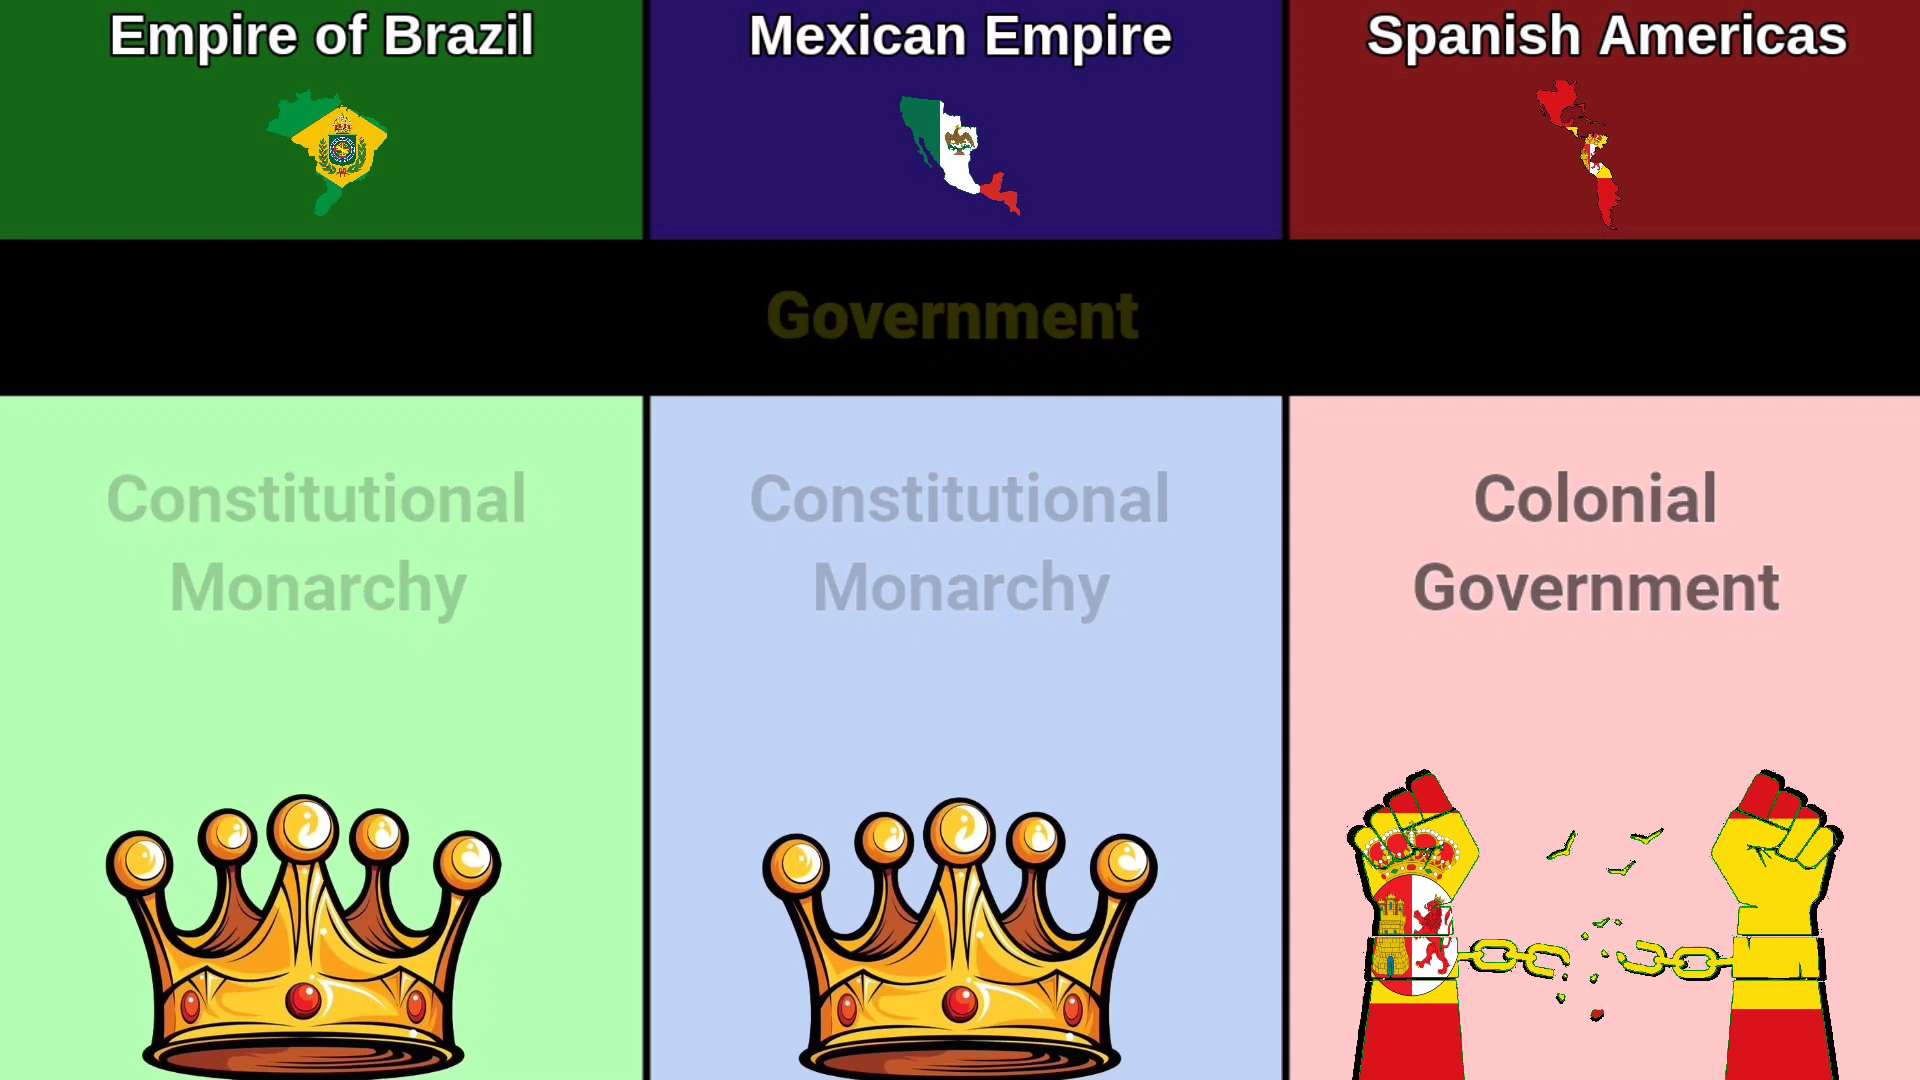 Empire of Brazil
Mexican Empire
Spanish Americas
Government
Constitutional
Monarchy
Constitutional
Monarchy
Colonial
Government